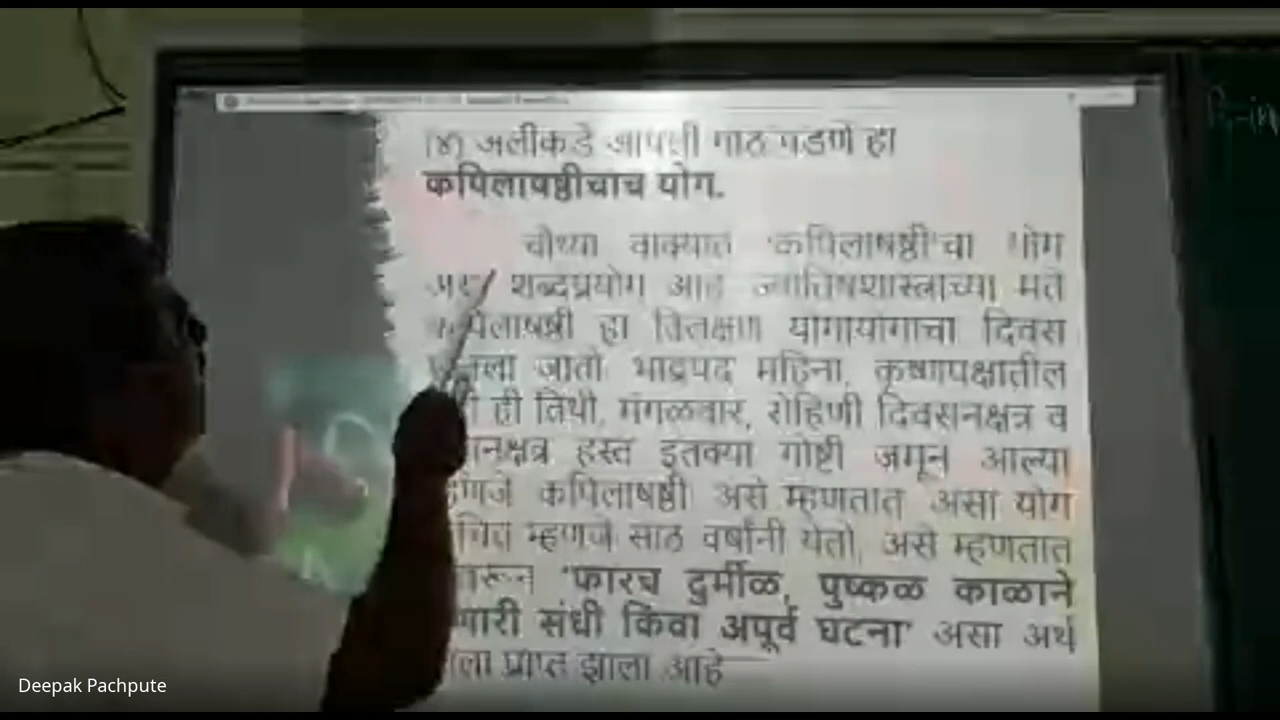 (४) अलीकडे आपली गाठ पडणे हा
कपिलाषष्ठीचाच योग.
चौथ्या वाक्यात 'कपिलाषष्ठी'चा योग
असा शब्दप्रयोग आहे ज्योतिषशास्त्राच्या मते
कपिलाषष्ठी हा विलक्षण योगायोगाचा दिवस
जातो भाद्रपद महिना, कृष्णपक्षातील
ही तिथी, मंगळवार, रोहिणी दिवसनक्षत्र व
हस्त इतक्या गोष्टी जमून आल्या
म्हणजे कपिलाषष्ठी असे म्हणतात असा योग
म्हणजे साठ वर्षांनी येतो, असे म्हणतात
'फारच दुर्मीळ, पुष्कळ काळाने
संधी किंवा अपूर्व घटना' असा अर्थ
प्राप्त झाला आहे
Deepak Pachpute